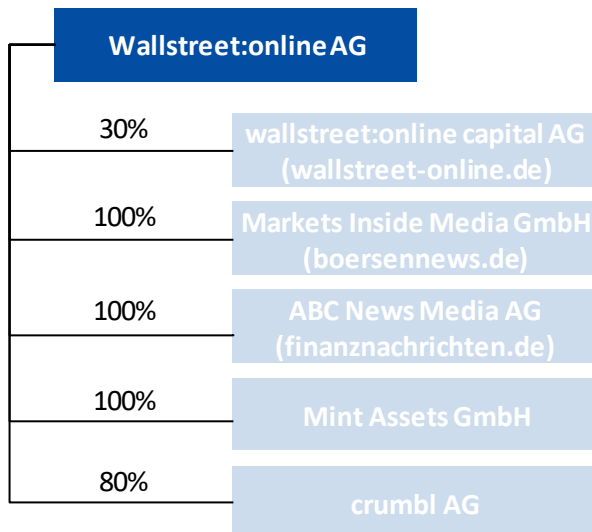 Wallstreet:online AG
30%
wallstreet:online capital AG
(wallstreet-online.de)
100%
Markets Inside Media GmbH
(boersennews.de)
100%
ABC News Media AG
(finanznachrichten.de)
100%
Mint Assets GmbH
80%
crumbl AG